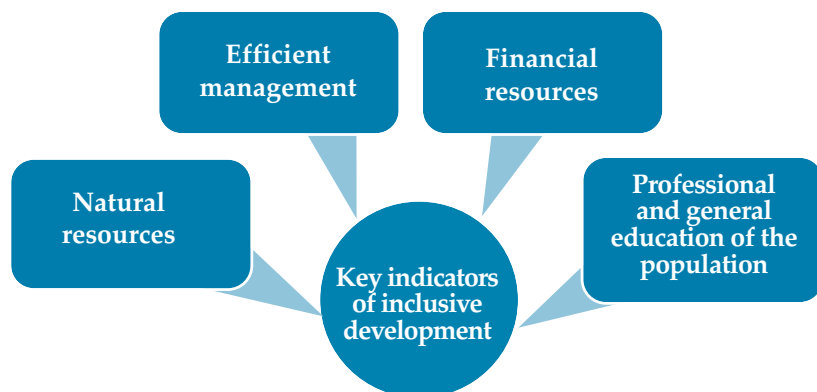 Efficient
management
Financial
resources
Natural
resources
Professional
and general
education of the
population
Key indicators
of inclusive
development